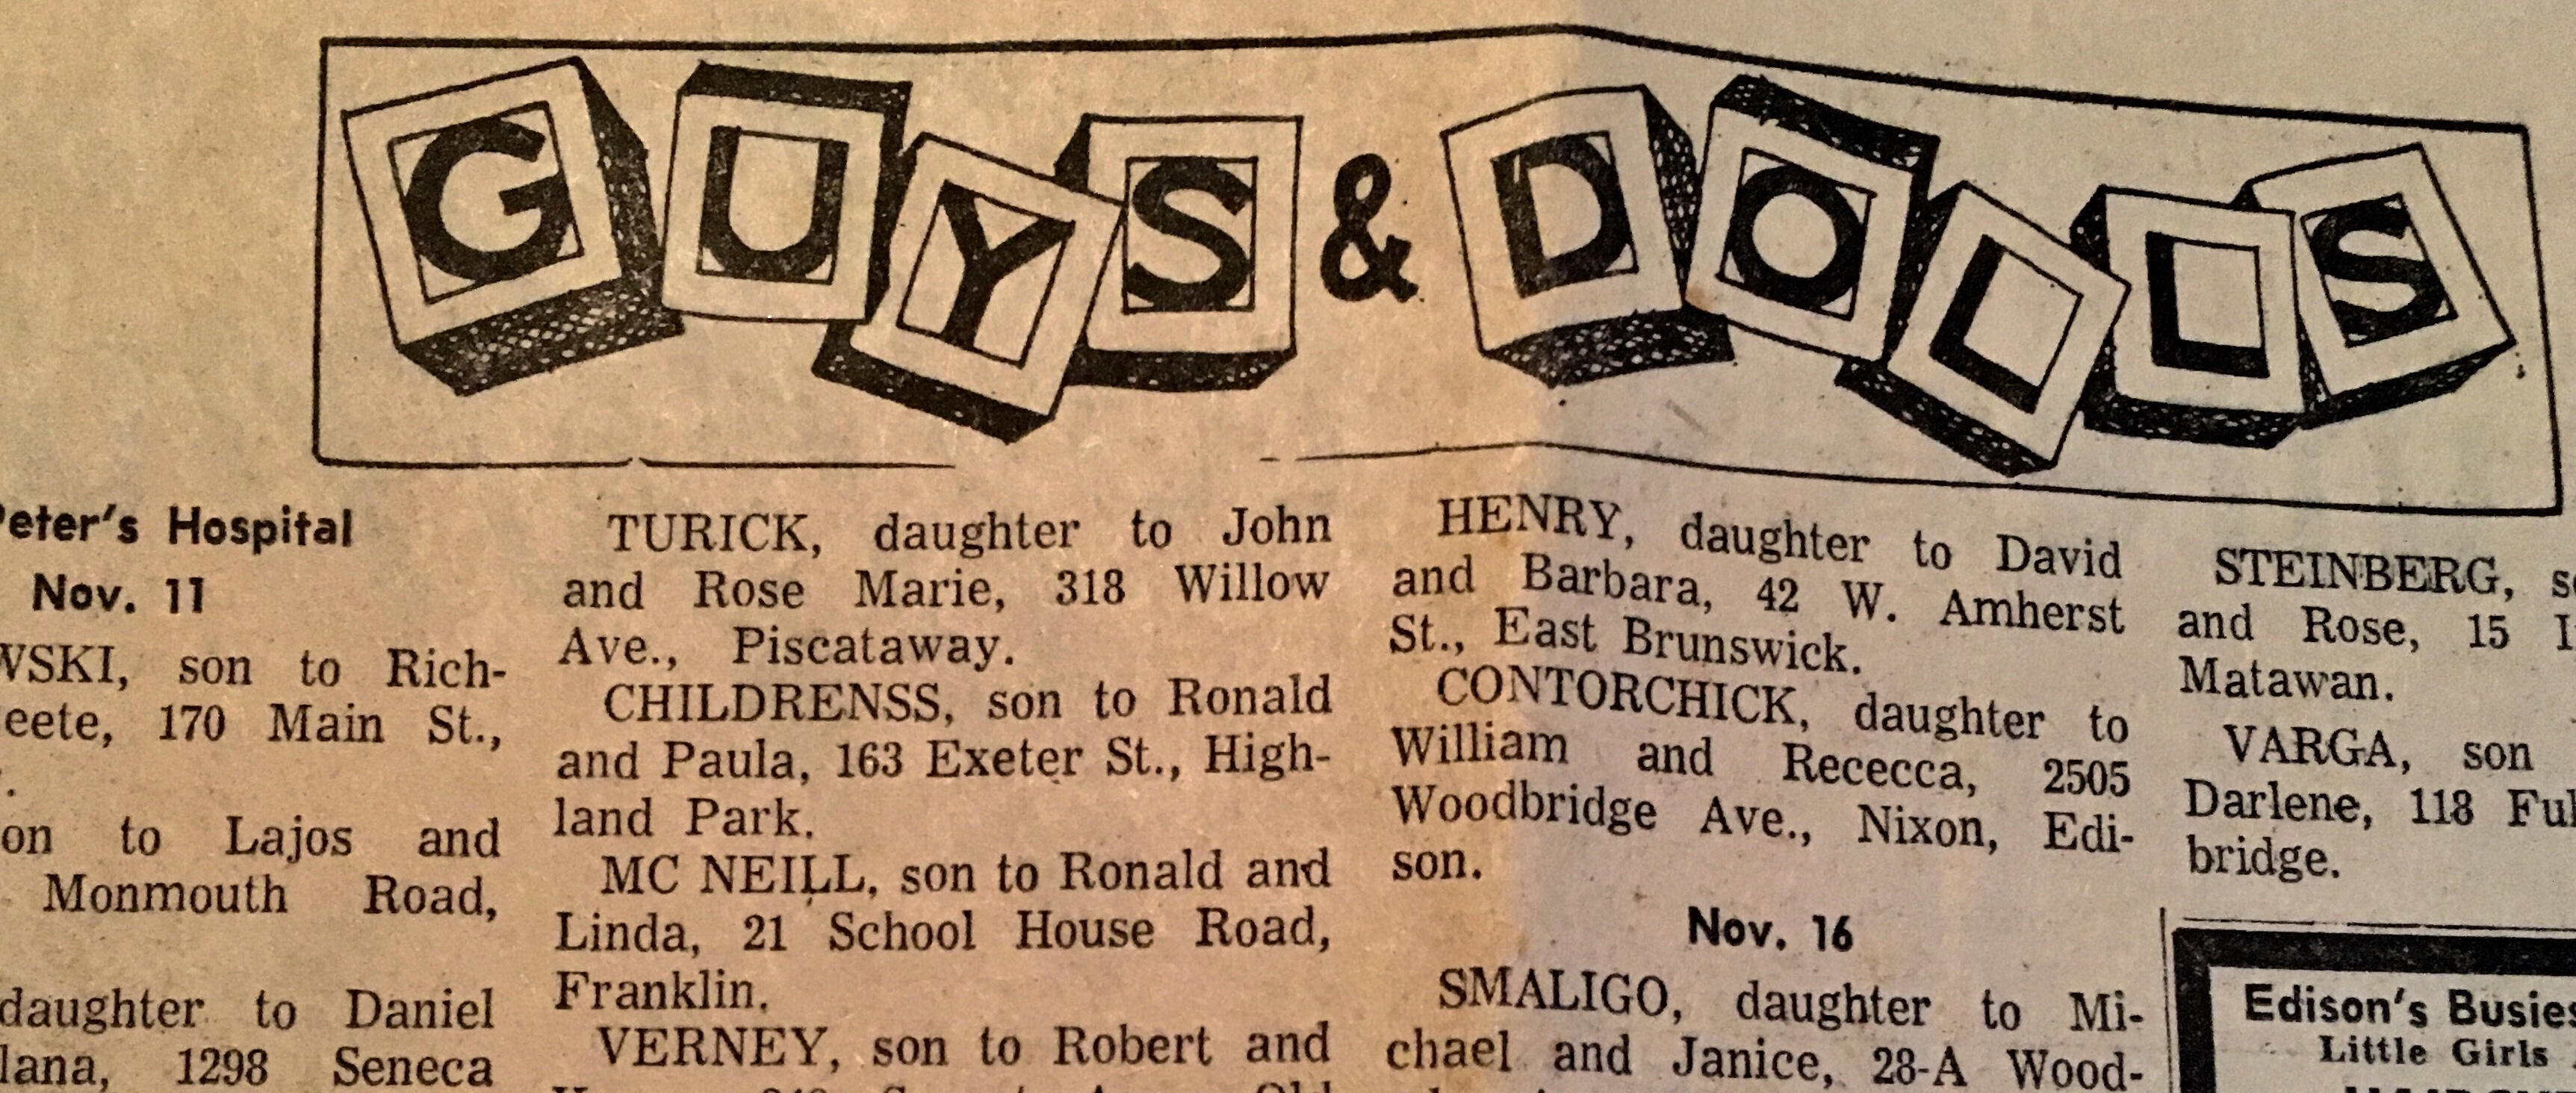 GUYS & DOLLS
Peter's Hospital
Nov. 11
WSKI, son to Rich-
eete, 170 Main St.,
on to Lajos and
Monmouth Road,
daughter to Daniel
lana, 1298 Seneca
TURICK, daughter to John
and Rose Marie, 318 Willow
Ave., Piscataway.
CHILDRENSS, son to Ronald
and Paula, 163 Exeter St., High-
land Park.
MC NEILL, son to Ronald and
Linda, 21 School House Road,
Franklin.
VERNEY, son to Robert and
HENRY, daughter to David
and Barbara, 42 W. Amherst
St., East Brunswick.
CONTORCHICK, daughter to
William and Rececca, 2505
Woodbridge Ave., Nixon, Edi-
son.
Nov. 16
SMALIGO, daughter to Mi-
chael and Janice, 28-A Wood-
STEINBERG, s
and Rose, 15
Matawan.
VARGA, son
Darlene, 118 Ful
bridge.
Edison's Busies
Little Girls